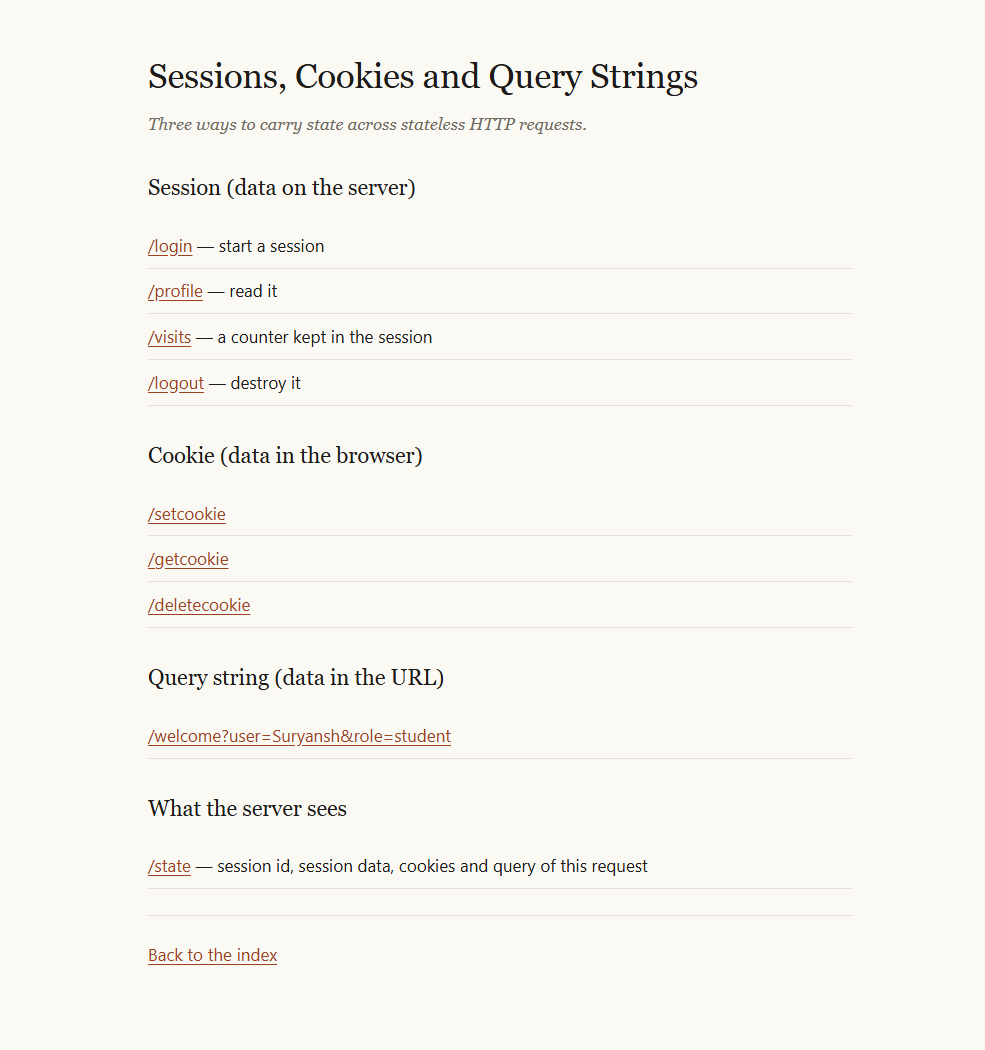 Sessions, Cookies and Query Strings
Three ways to carry state across stateless HTTP requests.
Session (data on the server)
/login — start a session
/profile — read it
/visits — a counter kept in the session
/logout — destroy it
Cookie (data in the browser)
/setcookie
/getcookie
/deletecookie
Query string (data in the URL)
/welcome?user=Suryansh&role=student
What the server sees
/state — session id, session data, cookies and query of this request
Back to the index